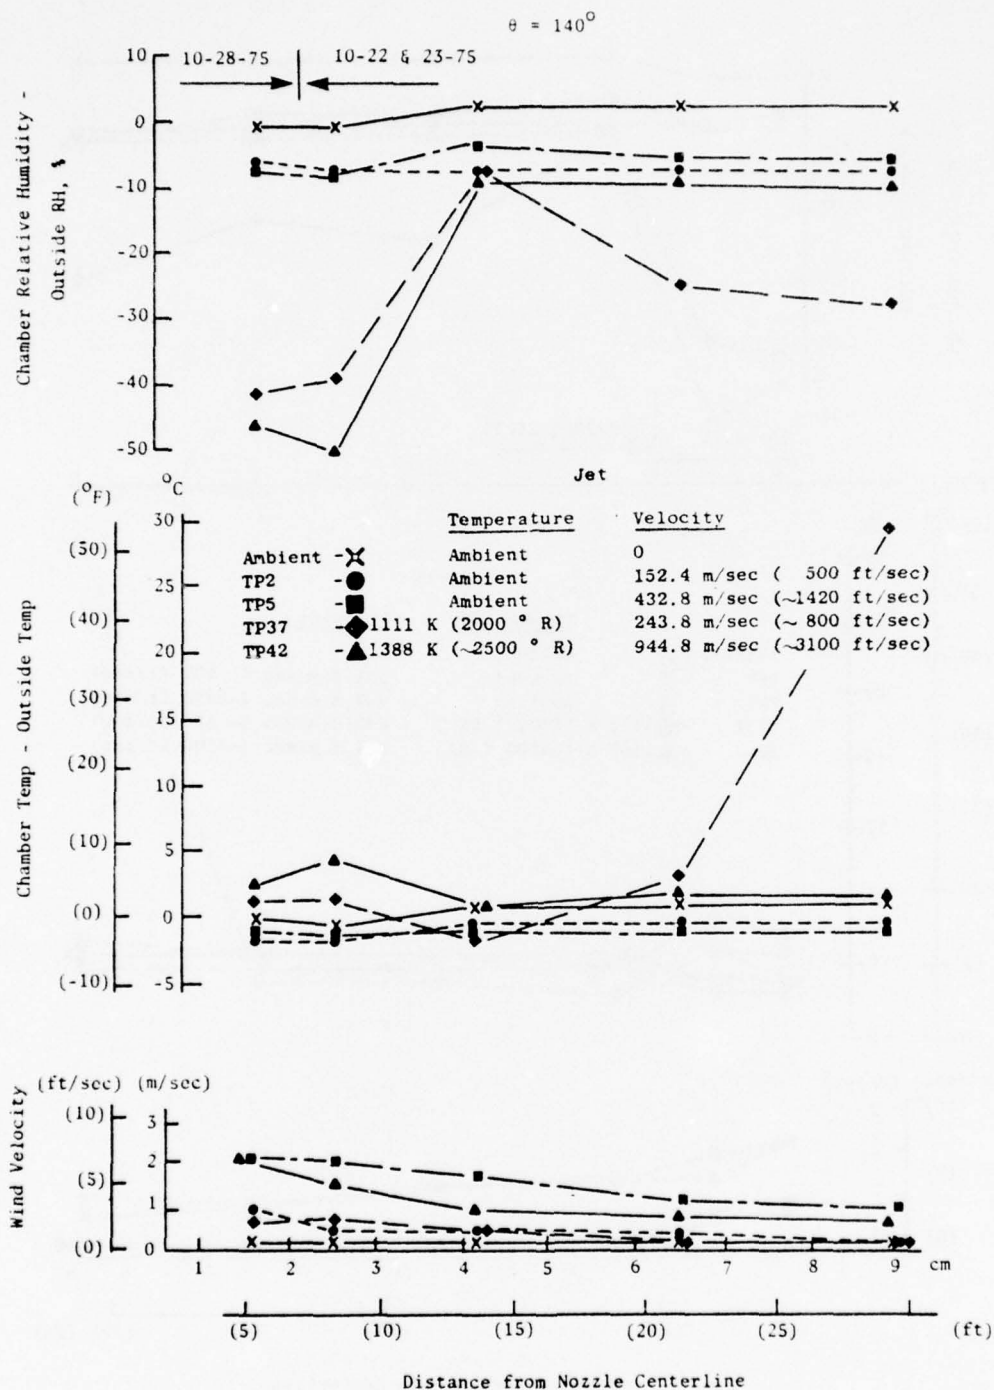 θ = 140°
10-28-75 10-22 & 23-75
Chamber Relative Humidity -
Outside RH, %
10
0
-10
-20
-30
-40
-50
Jet
(°F) °C
Temperature Velocity
Ambient - Ambient 0
TP2 - Ambient 152.4 m/sec ( 500 ft/sec)
TP5 - Ambient 432.8 m/sec (~1420 ft/sec)
TP37 - 1111 K (2000 ° R) 243.8 m/sec (~ 800 ft/sec)
TP42 - 1388 K (~2500 ° R) 944.8 m/sec (~3100 ft/sec)
Chamber Temp - Outside Temp
(50)
(40)
(30)
(20)
(10)
(0)
(-10)
30
25
20
15
10
5
0
-5
Wind Velocity
(ft/sec) (m/sec)
(10)
(5)
(0)
3
2
1
0
1 2 3 4 5 6 7 8 9 cm
(5) (10) (15) (20) (25) (ft)
Distance from Nozzle Centerline